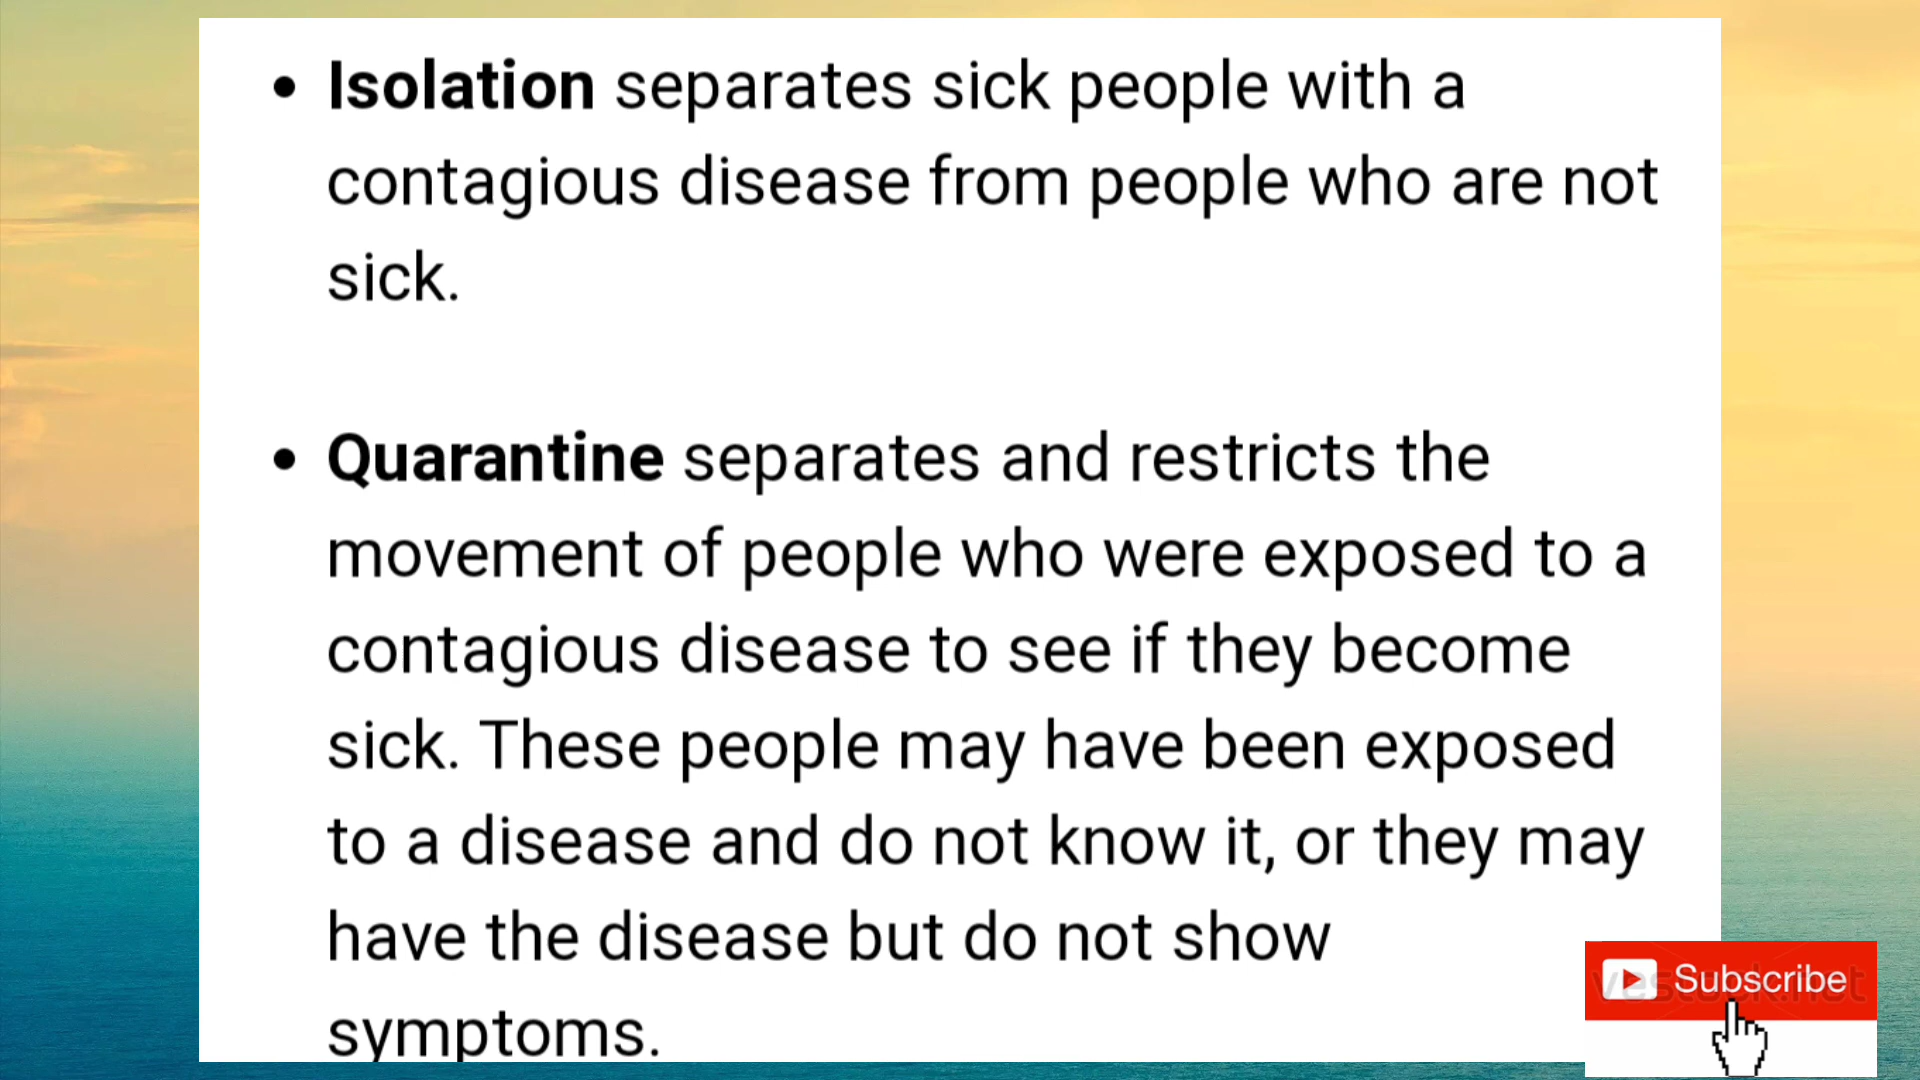 • Isolation separates sick people with a
contagious disease from people who are not
sick.
• Quarantine separates and restricts the
movement of people who were exposed to a
contagious disease to see if they become
sick. These people may have been exposed
to a disease and do not know it, or they may
have the disease but do not show
symptoms.
Subscribe